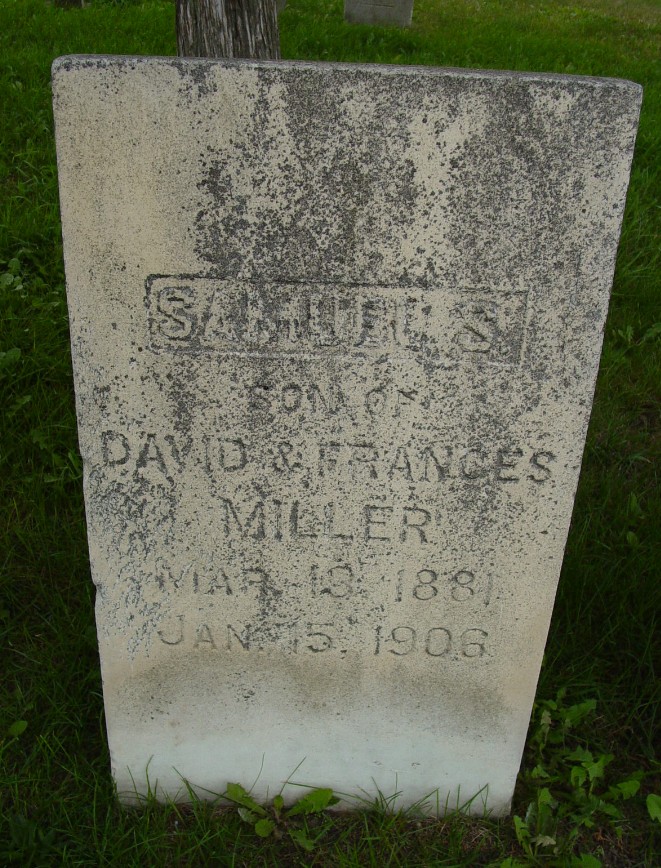 SAMUEL S.
SON OF
DAVID & FRANCES
MILLER
MAR. 13, 1881
JAN. 15, 1906